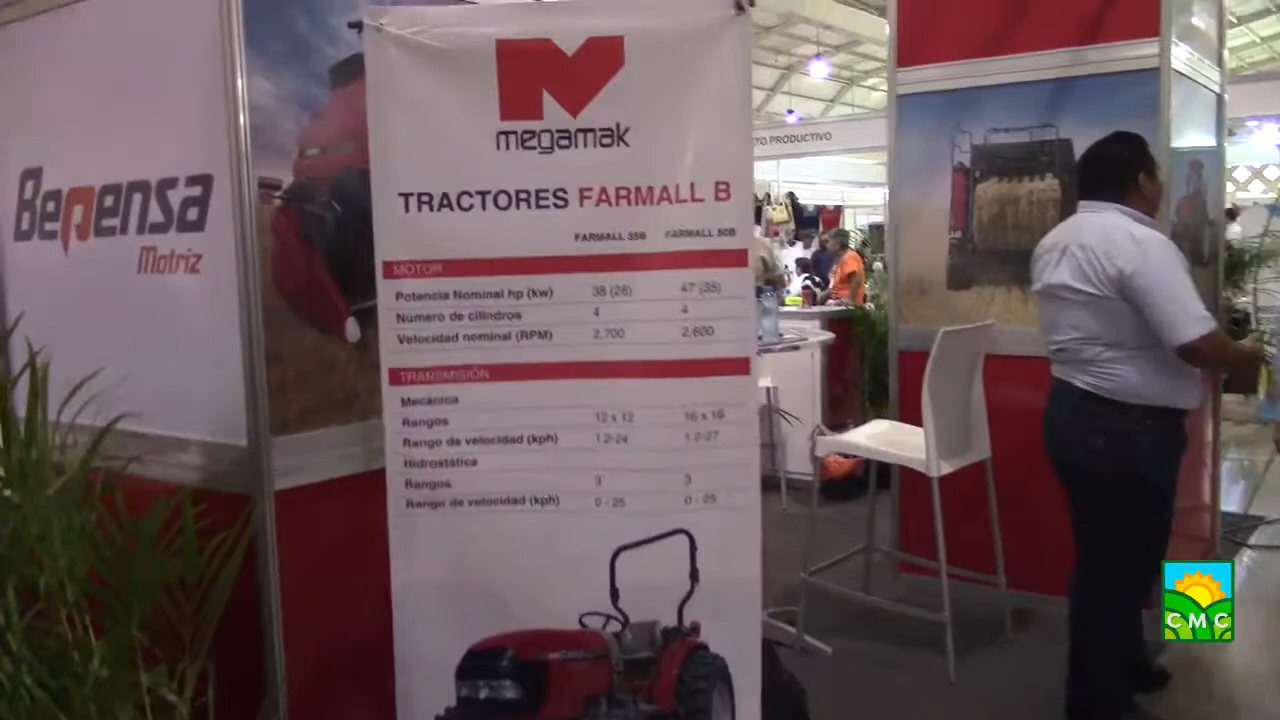 Bepensa
Motriz
megamak
TRACTORES FARMALL B
FARMALL 35B FARMALL 50B
MOTOR
Potencia Nominal hp (kw) 38 (28) 47 (35)
Número de cilindros 4 4
Velocidad nominal (RPM) 2,700 2,600
TRANSMISIÓN
Mecánica
Rangos 12 x 12 16 x 16
Rango de velocidad (kph) 1.2-24 1.2-27
Hidrostática
Rangos 3 3
Rango de velocidad (kph) 0 - 25 0 - 25
PRODUCTIVO
CMC